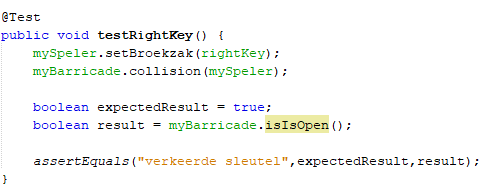 @Test
public void testRightKey() {
mySpeler.setBroekzak(rightKey);
myBarricade.collision(mySpeler);
boolean expectedResult = true;
boolean result = myBarricade.isIsOpen();
assertEquals("verkeerde sleutel",expectedResult,result);
}